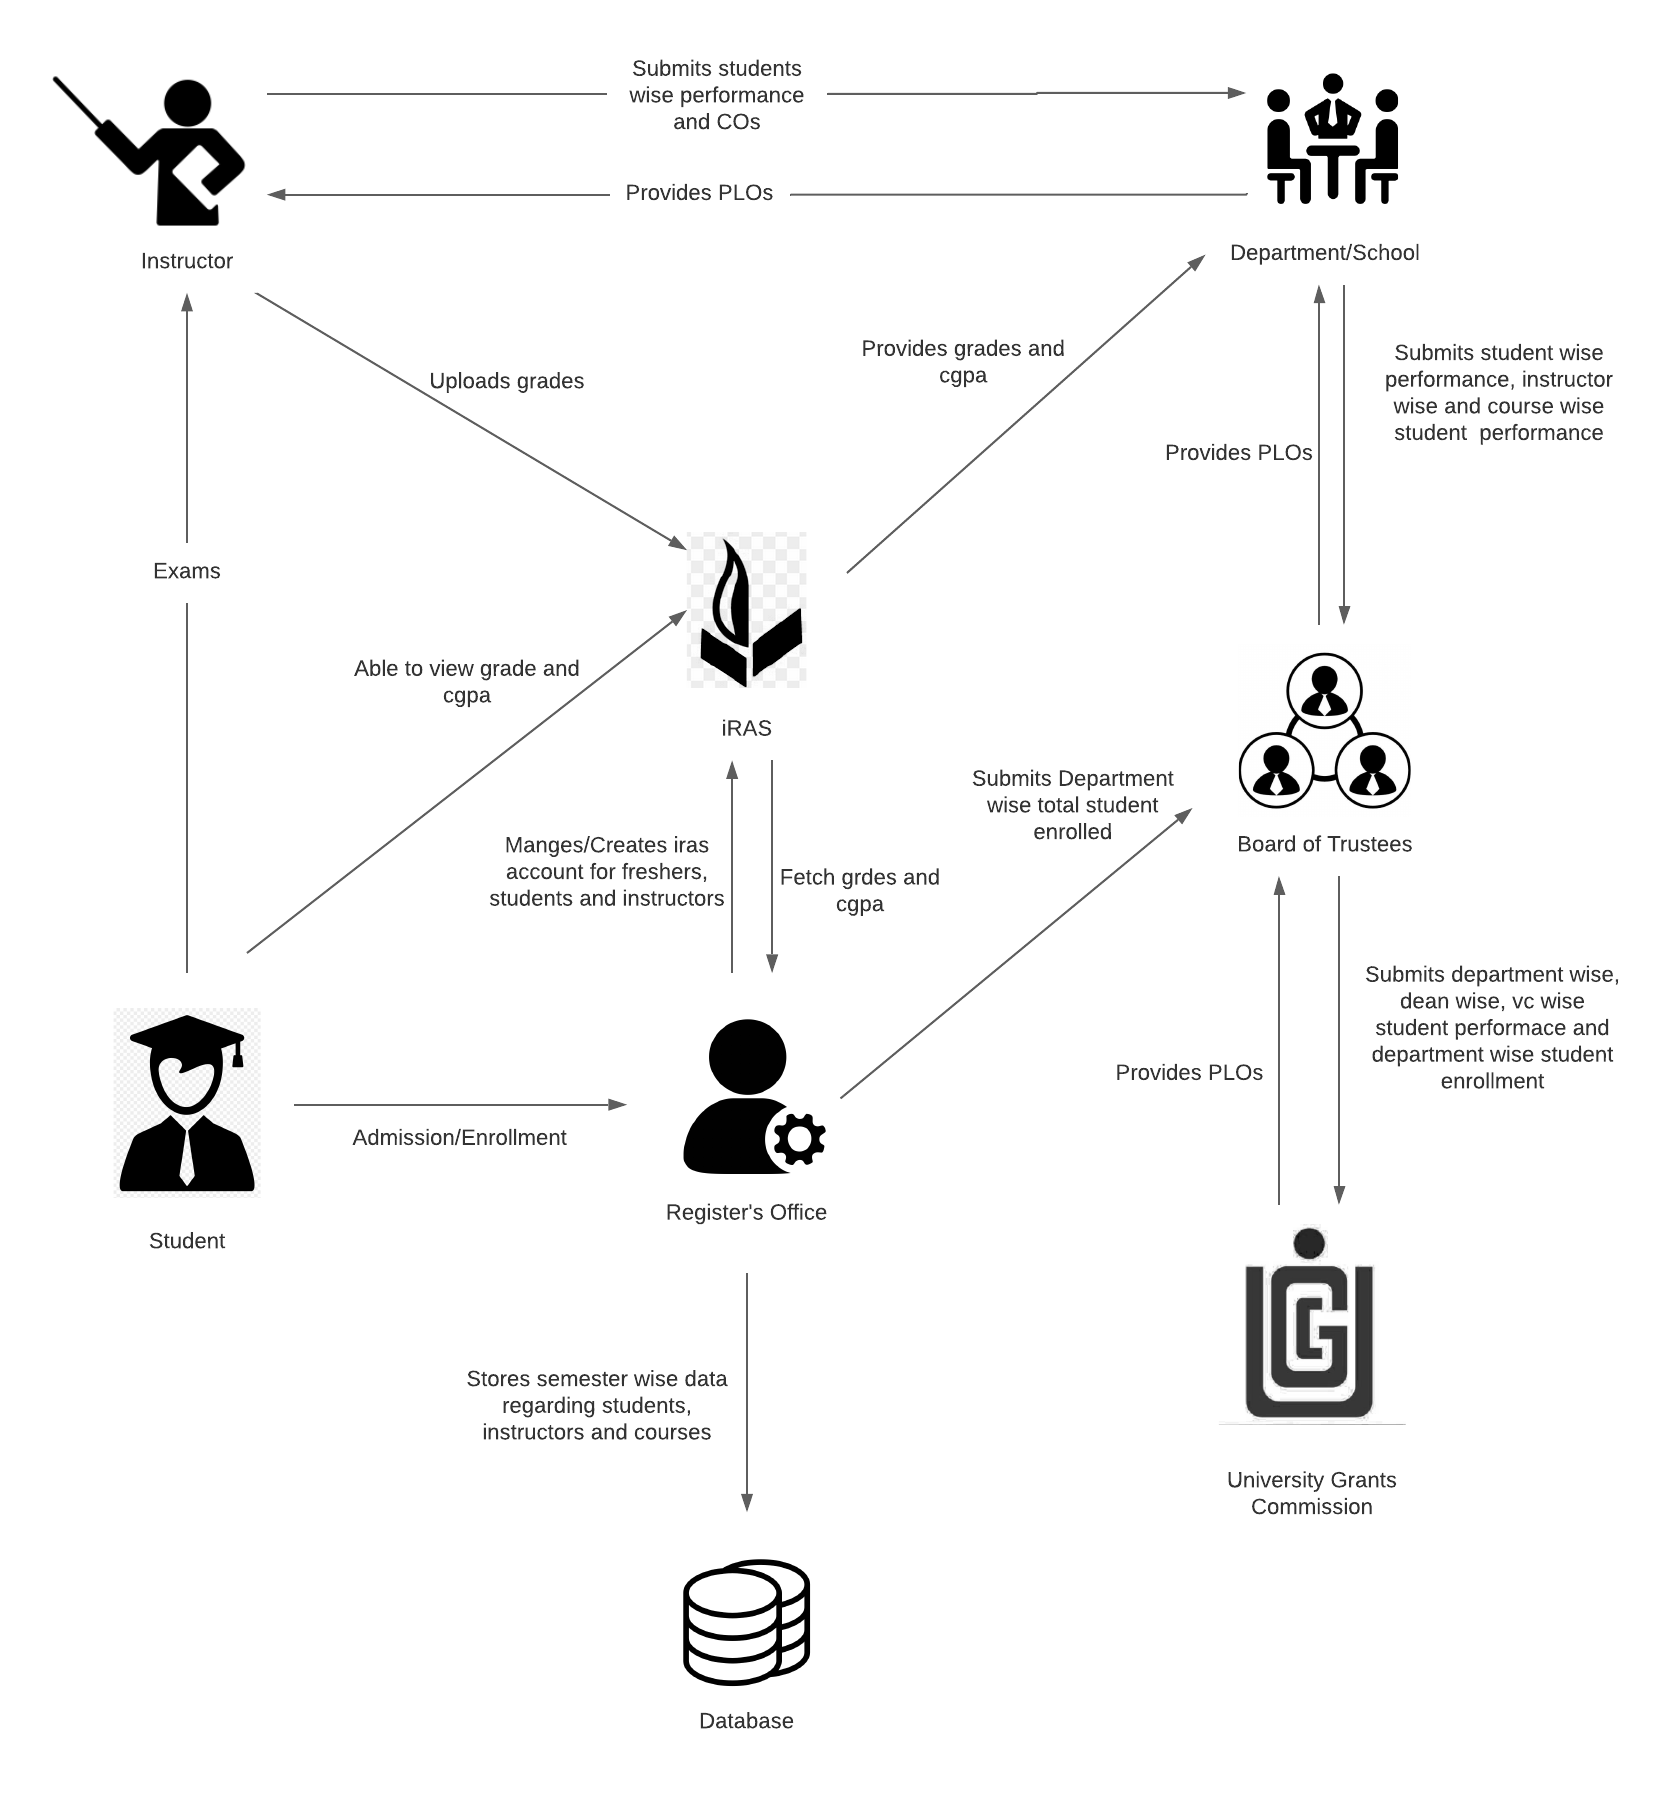 Submits students
wise performance
and COs
Provides PLOs
Instructor
Department/School
Uploads grades
Provides grades and
cgpa
Submits student wise
performance, instructor
wise and course wise
student  performance
Provides PLOs
Exams
Able to view grade and
cgpa
iRAS
Submits Department
wise total student
enrolled
Board of Trustees
Manges/Creates iras
account for freshers,
students and instructors
Fetch grdes and
cgpa
Submits department wise,
dean wise, vc wise
student performace and
department wise student
enrollment
Provides PLOs
Admission/Enrollment
Register's Office
Student
Stores semester wise data
regarding students,
instructors and courses
University Grants
Commission
Database